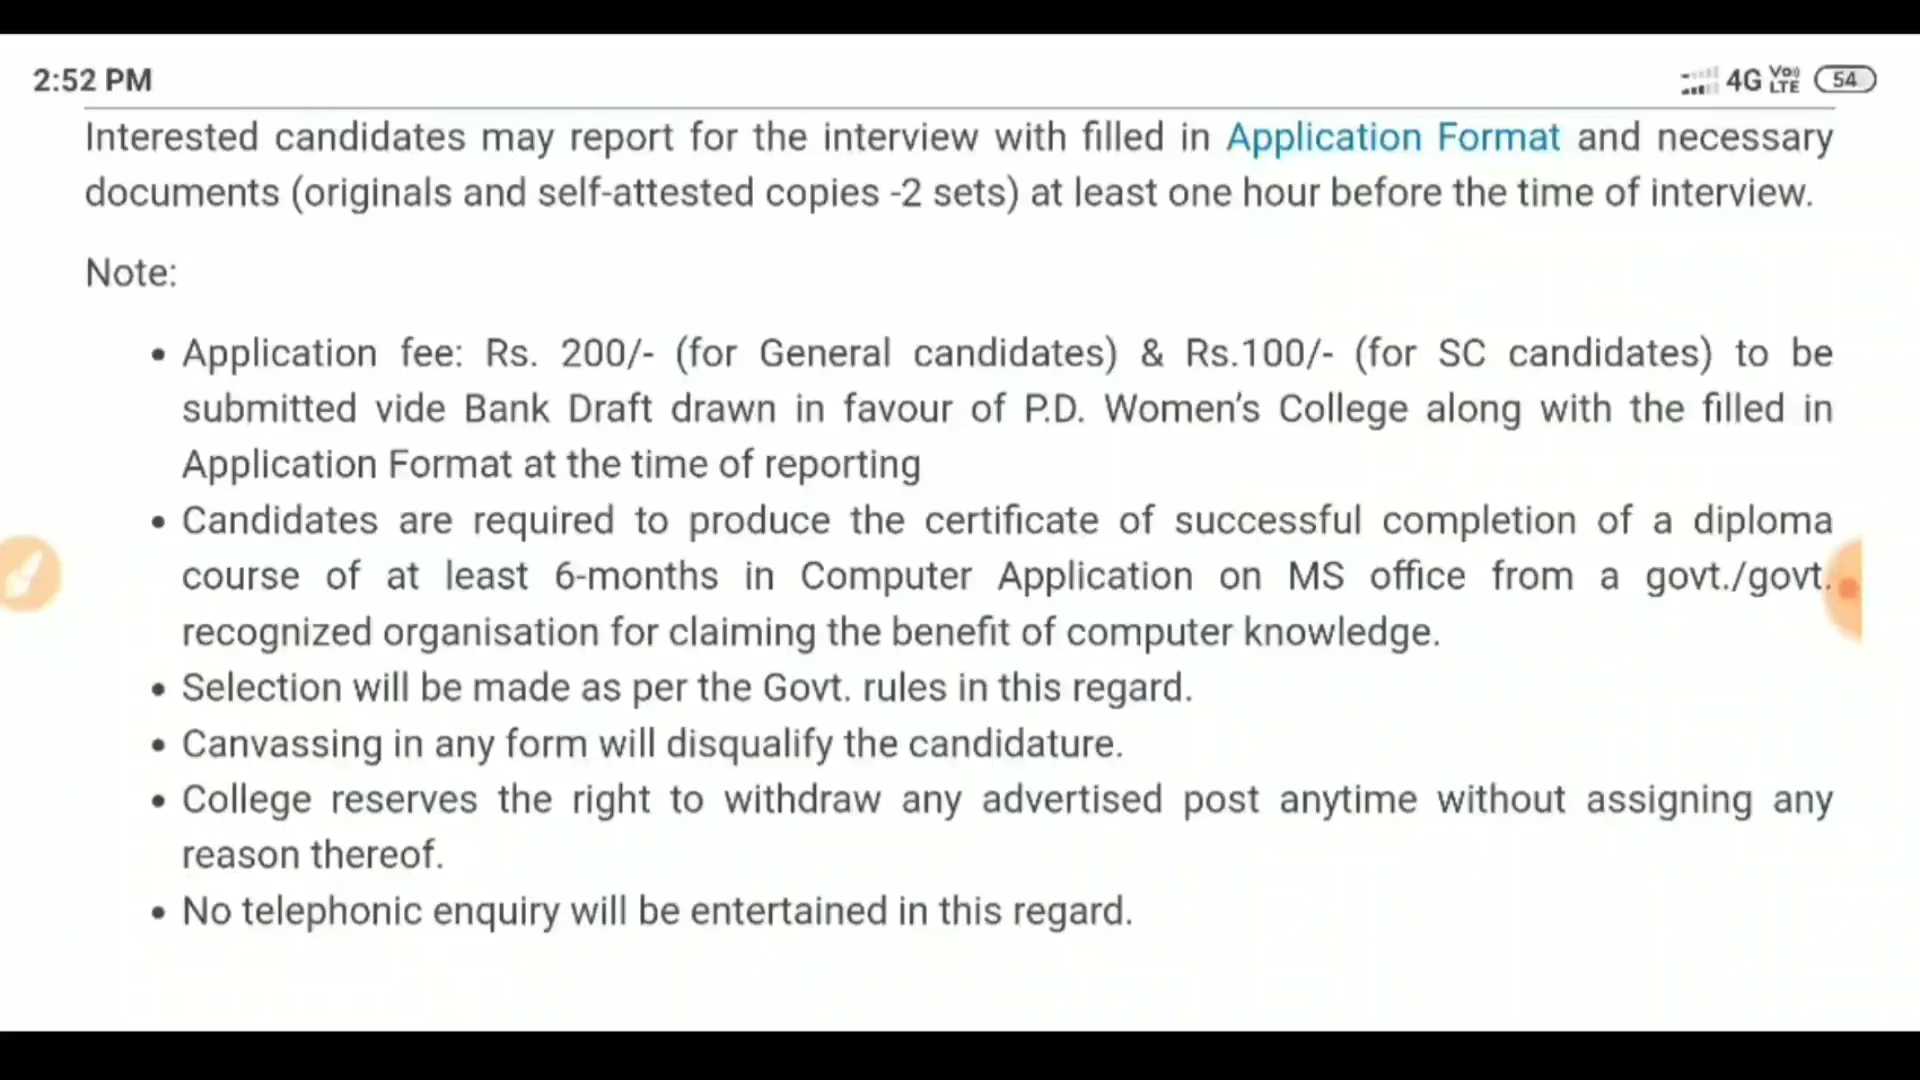 2:52 PM
4G Vo)) LTE 54
Interested candidates may report for the interview with filled in Application Format and necessary
documents (originals and self-attested copies -2 sets) at least one hour before the time of interview.
Note:
• Application fee: Rs. 200/- (for General candidates) & Rs.100/- (for SC candidates) to be
submitted vide Bank Draft drawn in favour of P.D. Women's College along with the filled in
Application Format at the time of reporting
• Candidates are required to produce the certificate of successful completion of a diploma
course of at least 6-months in Computer Application on MS office from a govt./govt.
recognized organisation for claiming the benefit of computer knowledge.
• Selection will be made as per the Govt. rules in this regard.
• Canvassing in any form will disqualify the candidature.
• College reserves the right to withdraw any advertised post anytime without assigning any
reason thereof.
• No telephonic enquiry will be entertained in this regard.